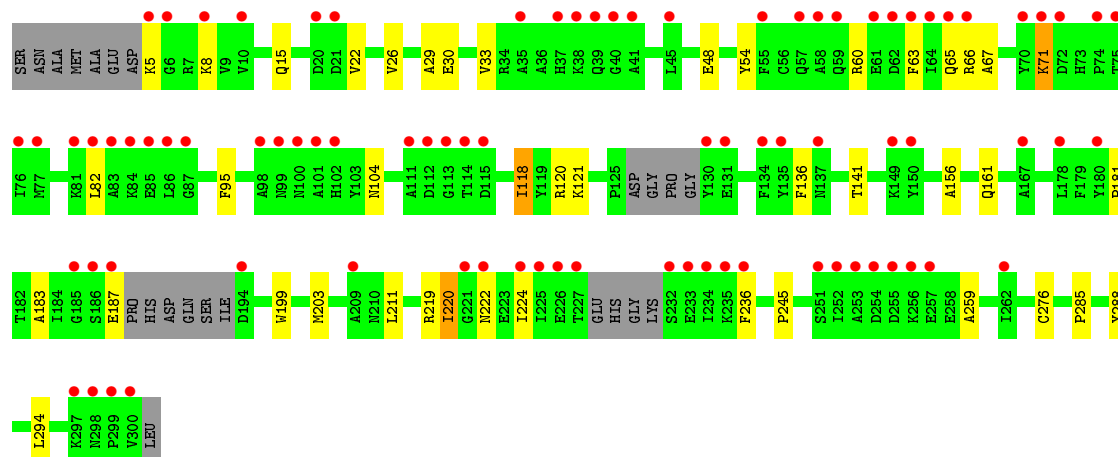 SER ASN ALA MET ALA GLU ASP K5 G6 R7 K8 V9 V10 Q15 D20 D21 V22 V26 A29 E30 V33 R34 A35 A36 H37 K38 Q39 G40 A41 L45 E48 Y54 F55 C56 Q57 A58 Q59 R60 E61 D62 F63 I64 Q65 R66 A67 Y70 K71 D72 H73 P74 T75
I76 M77 K81 L82 A83 K84 E85 L86 G87 F95 A98 N99 N100 A101 H102 Y103 N104 A111 D112 G113 T114 D115 I118 Y119 R120 K121 P125 ASP GLY PRO GLY Y130 E131 F134 Y135 F136 N137 T141 K149 Y150 A156 Q161 A167 L178 F179 Y180
T182 A183 I184 G185 S186 E187 PRO HIS ASP GLN SER ILE D194 W199 M203 A209 N210 L211 R219 I220 G221 N222 E223 I224 I225 E226 T227 GLU HIS GLY LYS S232 E233 I234 K235 F236 P245 S251 I252 A253 D254 D255 K256 E257 E258 A259 I262 C276 P285
L294 K297 N298 P299 V300 LEU